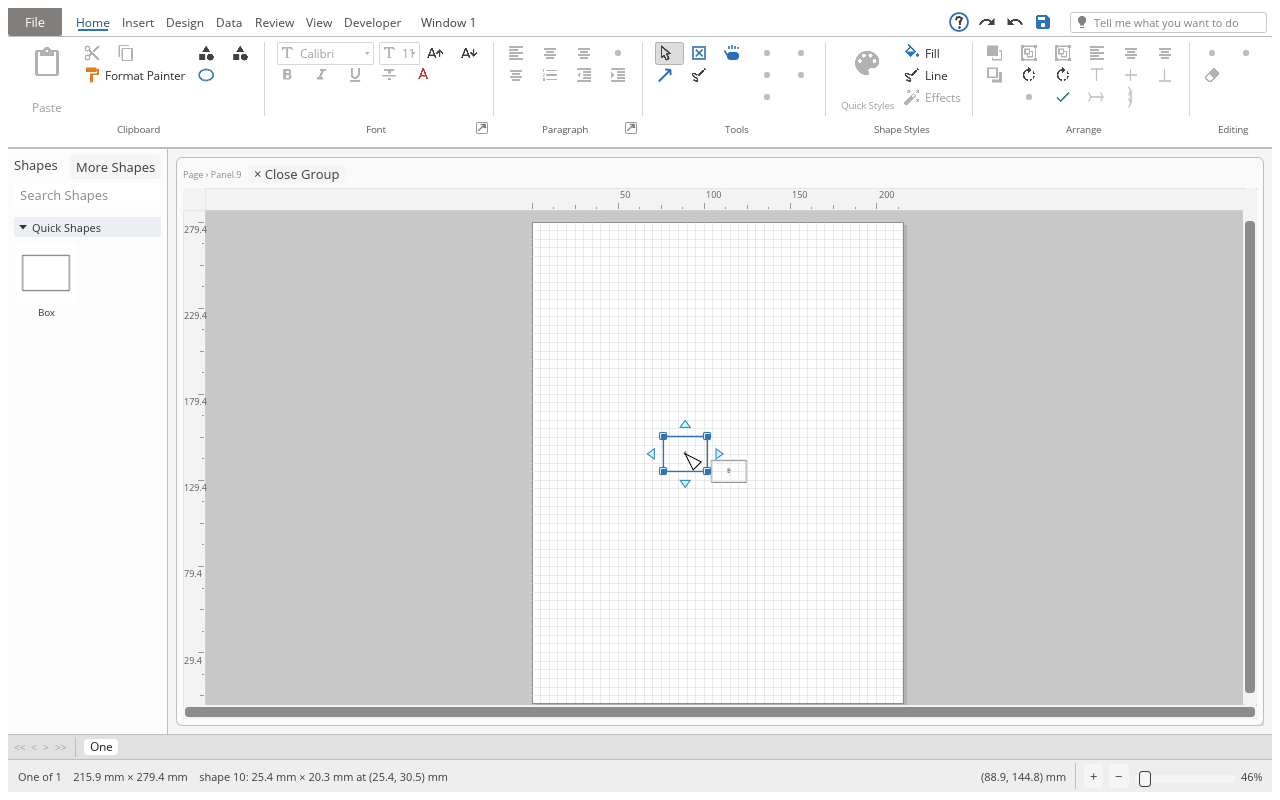 File Home Insert Design Data Review View Developer Window 1 Tell me what you want to do
Paste
Format Painter
Clipboard
Calibri 11
Font
Paragraph
Tools
Quick Styles
Fill
Line
Effects
Shape Styles
Arrange
Editing
Shapes More Shapes
Search Shapes
Quick Shapes
Box
Page › Panel.9 × Close Group
50 100 150 200
279.4
229.4
179.4
129.4
79.4
29.4
<< < > >> One
One of 1 215.9 mm × 279.4 mm shape 10: 25.4 mm × 20.3 mm at (25.4, 30.5) mm (88.9, 144.8) mm + − 46%